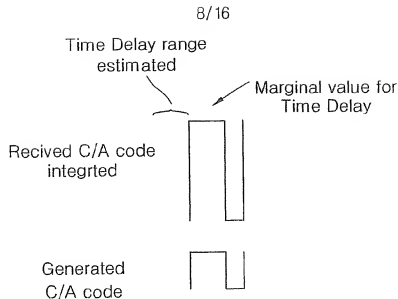 8/16
Time Delay range
estimated
Marginal value for
Time Delay
Recived C/A code
integrted
Generated
C/A code